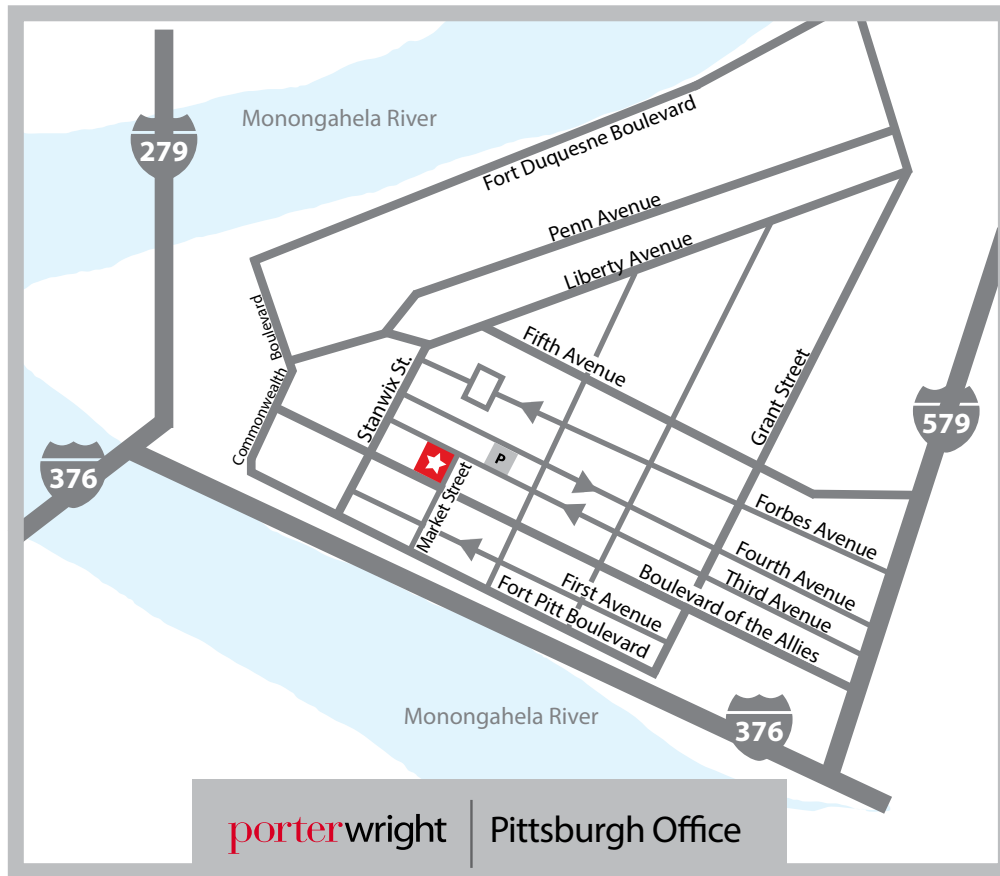 Monongahela River
279
Fort Duquesne Boulevard
Penn Avenue
Liberty Avenue
Commonwealth Boulevard
Fifth Avenue
Stanwix St.
Grant Street
579
376
P
Market Street
Forbes Avenue
Fourth Avenue
Third Avenue
Boulevard of the Allies
First Avenue
Fort Pitt Boulevard
Monongahela River
376
porterwright | Pittsburgh Office